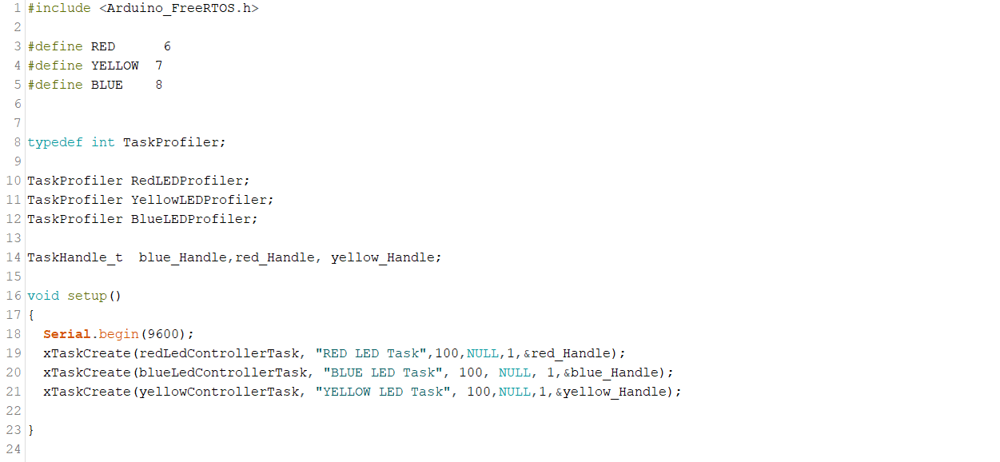 1 #include <Arduino_FreeRTOS.h>
2
3 #define RED      6
4 #define YELLOW  7
5 #define BLUE    8
6
7
8 typedef int TaskProfiler;
9
10 TaskProfiler RedLEDProfiler;
11 TaskProfiler YellowLEDProfiler;
12 TaskProfiler BlueLEDProfiler;
13
14 TaskHandle_t  blue_Handle,red_Handle, yellow_Handle;
15
16 void setup()
17 {
18   Serial.begin(9600);
19   xTaskCreate(redLedControllerTask, "RED LED Task",100,NULL,1,&red_Handle);
20   xTaskCreate(blueLedControllerTask, "BLUE LED Task", 100, NULL, 1,&blue_Handle);
21   xTaskCreate(yellowControllerTask, "YELLOW LED Task", 100,NULL,1,&yellow_Handle);
22
23 }
24